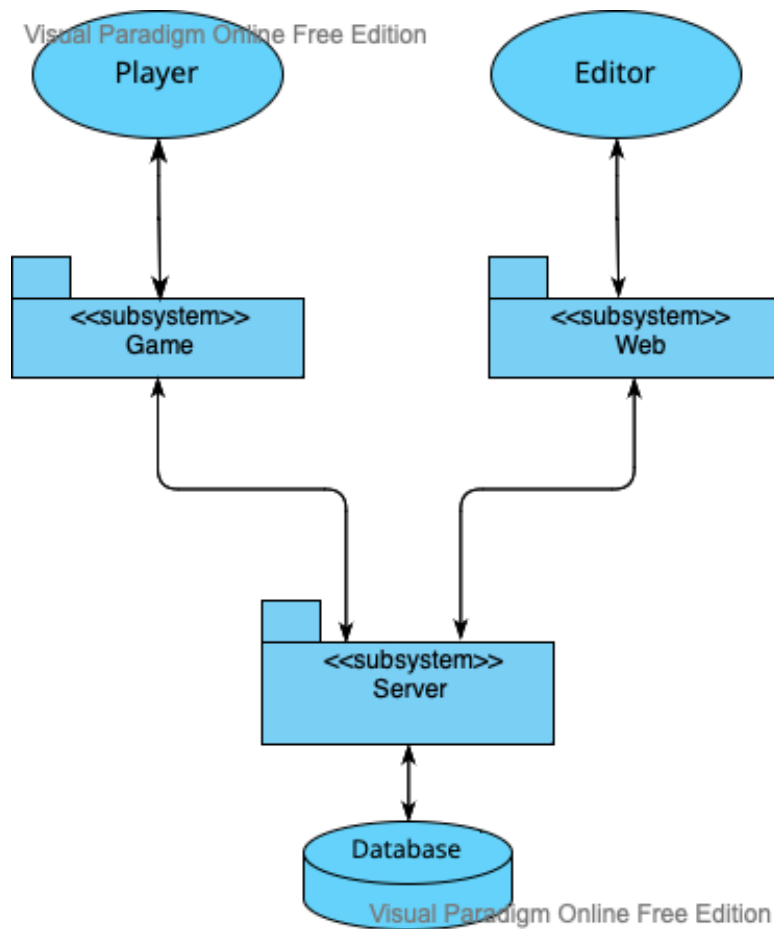 Visual Paradigm Online Free Edition
Player
Editor
<<subsystem>>
Game
<<subsystem>>
Web
<<subsystem>>
Server
Database
Visual Paradigm Online Free Edition